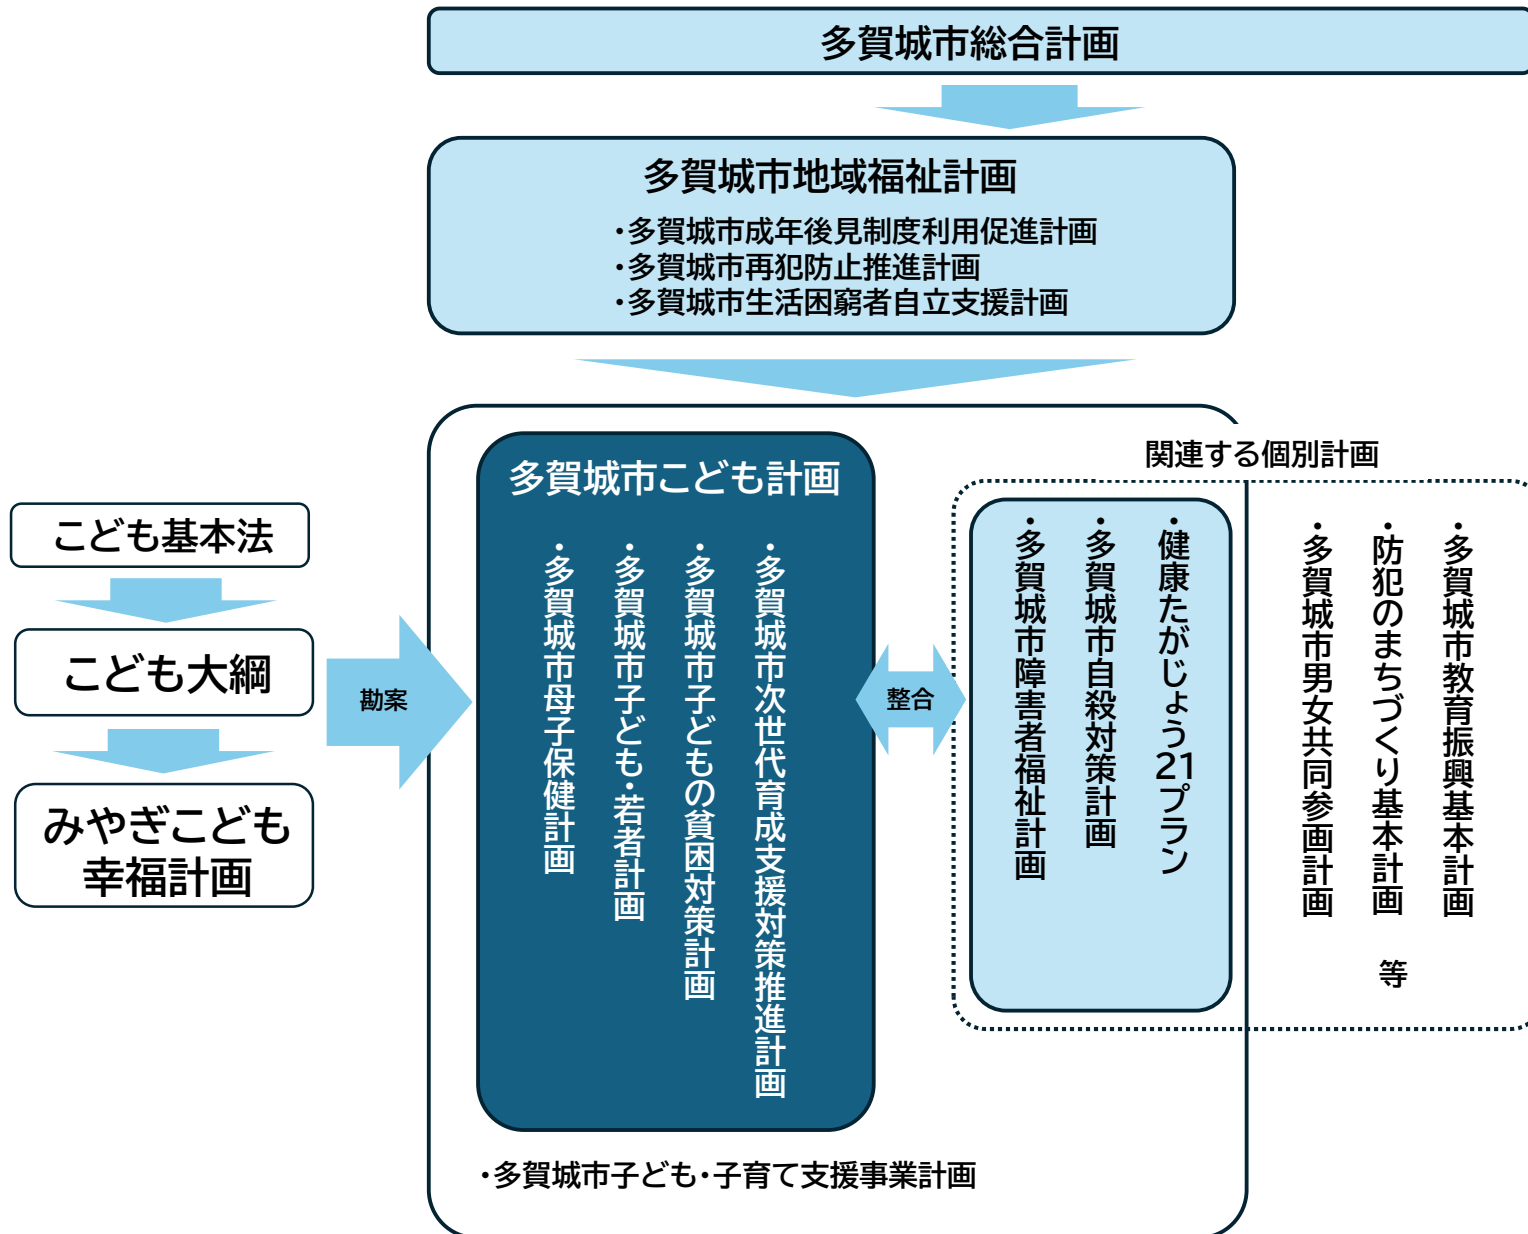 多賀城市総合計画
多賀城市地域福祉計画
・多賀城市成年後見制度利用促進計画
・多賀城市再犯防止推進計画
・多賀城市生活困窮者自立支援計画
こども基本法
こども大綱
みやぎこども
幸福計画
勘案
多賀城市こども計画
・多賀城市次世代育成支援対策推進計画
・多賀城市子どもの貧困対策計画
・多賀城市子ども・若者計画
・多賀城市母子保健計画
・多賀城市子ども・子育て支援事業計画
整合
関連する個別計画
・健康たがじょう21プラン
・多賀城市自殺対策計画
・多賀城市障害者福祉計画
・多賀城市教育振興基本計画
・防犯のまちづくり基本計画
・多賀城市男女共同参画計画
等